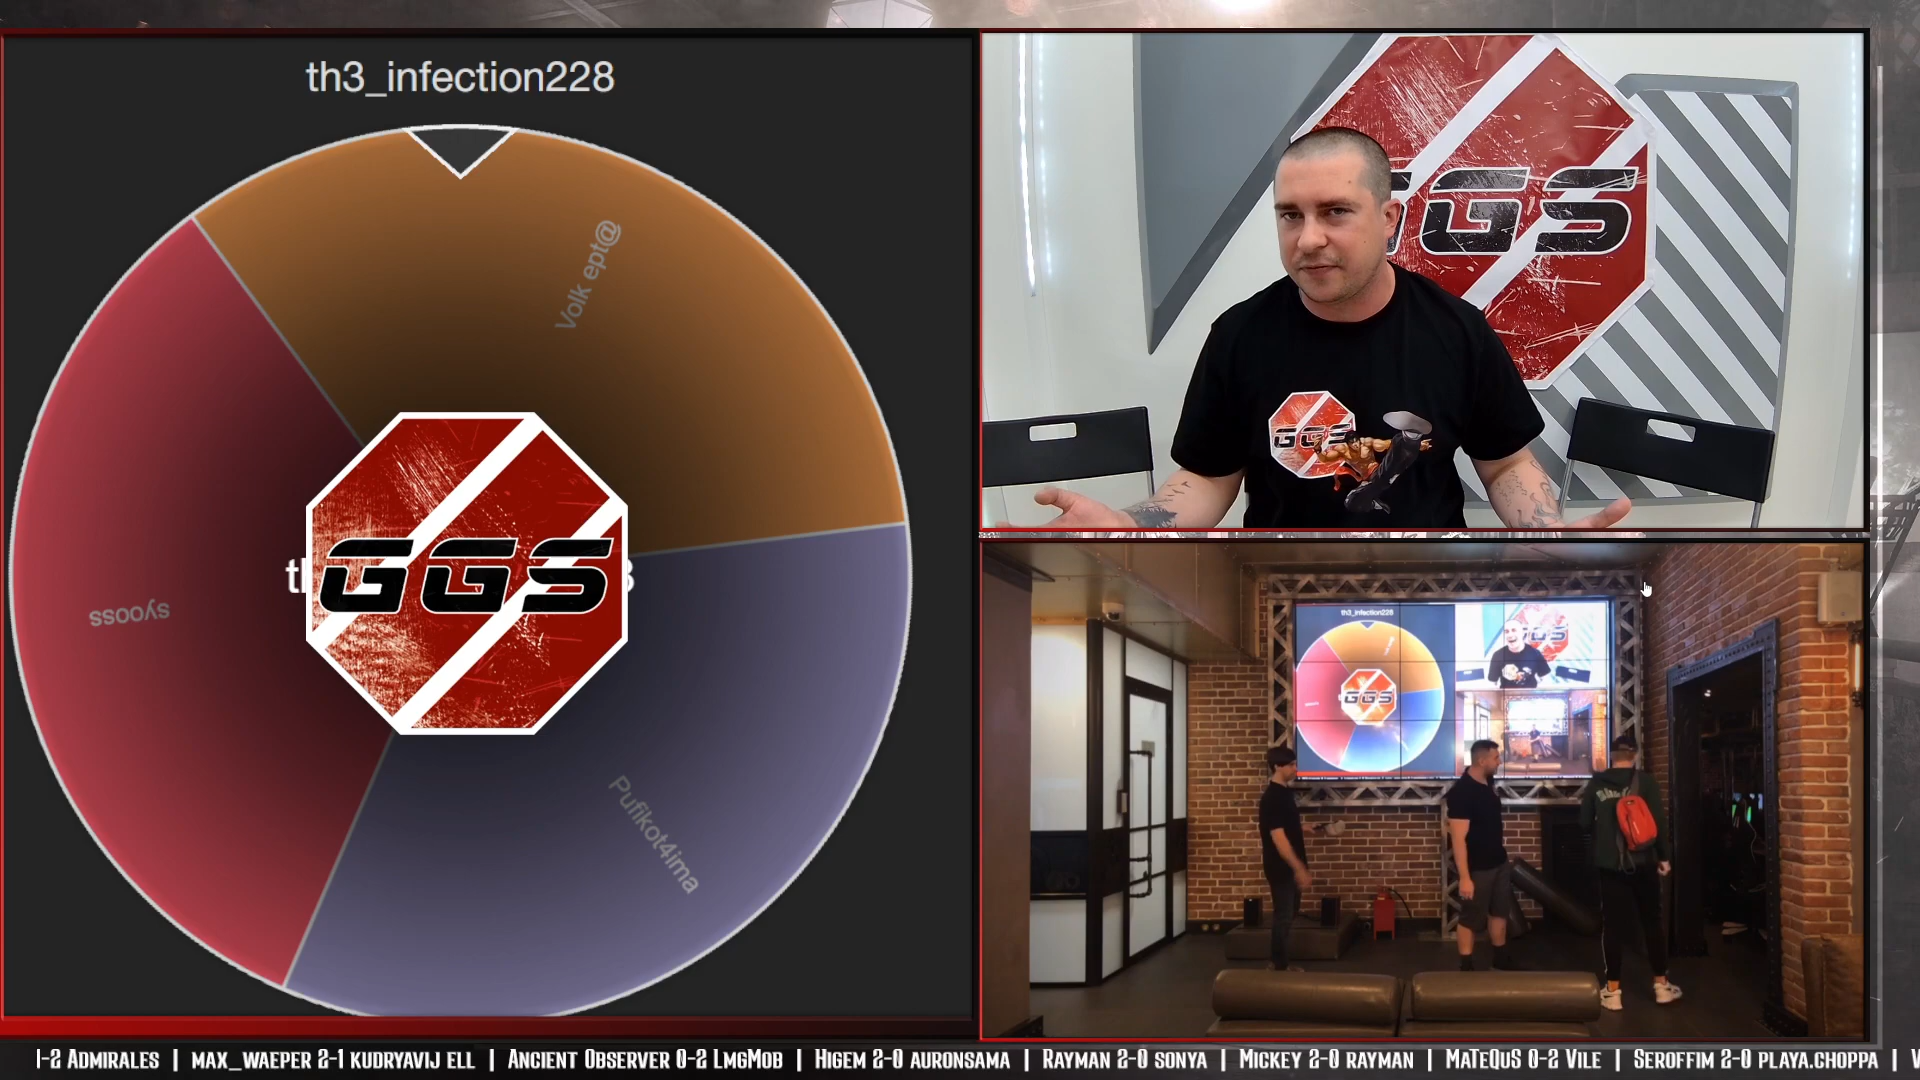 th3_infection228
Volk ept@
syooss
Pufikot4ima
GGS
GGS
GGS
th3_infection228
GGS
GGS
1-2 Admirales | max_waeper 2-1 kudryavij ell | Ancient Observer 0-2 LmgMob | Higem 2-0 auronsama | Rayman 2-0 sonya | Mickey 2-0 rayman | MaTeQuS 0-2 Vile | Seroffim 2-0 playa.choppa |